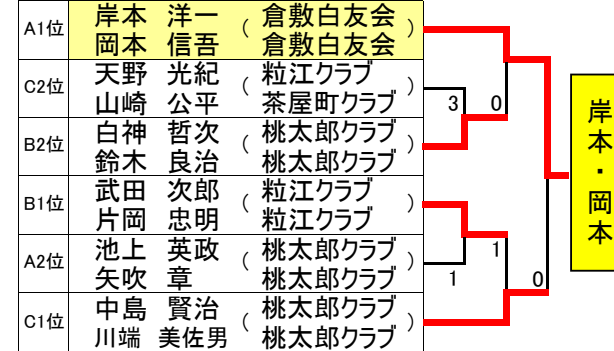 A1位 岸本 洋一 ( 倉敷白友会 )
岡本 信吾 倉敷白友会
C2位 天野 光紀 ( 粒江クラブ )
山崎 公平 茶屋町クラブ
3 0
B2位 白神 哲次 ( 桃太郎クラブ )
鈴木 良治 桃太郎クラブ
B1位 武田 次郎 ( 粒江クラブ )
片岡 忠明 粒江クラブ
A2位 池上 英政 ( 桃太郎クラブ )
矢吹 章 桃太郎クラブ
1
1 0
C1位 中島 賢治 ( 桃太郎クラブ )
川端 美佐男 桃太郎クラブ
岸本・岡本